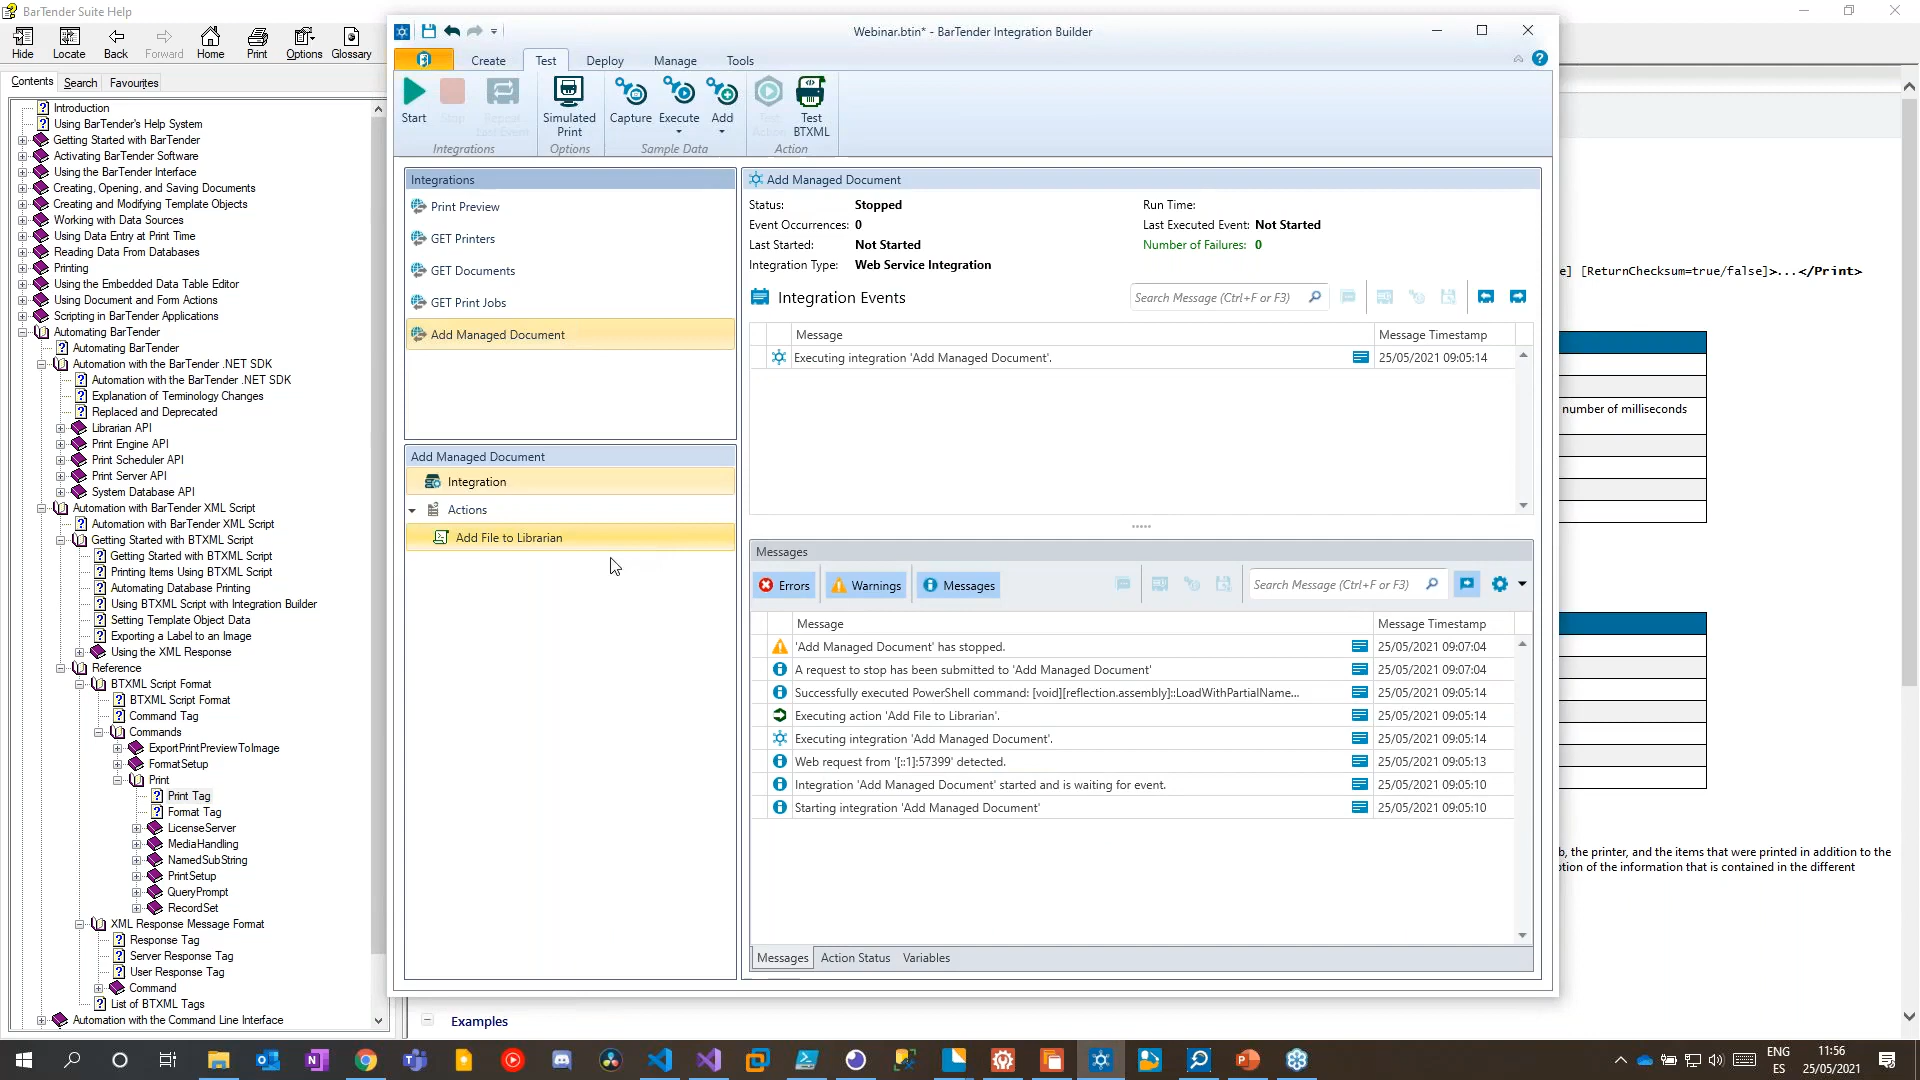 BarTender Suite Help
Hide
Locate
Back
Forward
Home
Print
Options
Glossary
Contents
Search
Favourites
Introduction
Using BarTender's Help System
Getting Started with BarTender
Activating BarTender Software
Using the BarTender Interface
Creating, Opening, and Saving Documents
Creating and Modifying Template Objects
Working with Data Sources
Using Data Entry at Print Time
Reading Data From Databases
Printing
Using the Embedded Data Table Editor
Using Document and Form Actions
Scripting in BarTender Applications
Automating BarTender
Automating BarTender
Automation with the BarTender .NET SDK
Automation with the BarTender .NET SDK
Explanation of Terminology Changes
Replaced and Deprecated
Librarian API
Print Engine API
Print Scheduler API
Print Server API
System Database API
Automation with BarTender XML Script
Automation with BarTender XML Script
Getting Started with BTXML Script
Getting Started with BTXML Script
Printing Items Using BTXML Script
Automating Database Printing
Using BTXML Script with Integration Builder
Setting Template Object Data
Exporting a Label to an Image
Using the XML Response
Reference
BTXML Script Format
BTXML Script Format
Command Tag
Commands
ExportPrintPreviewToImage
FormatSetup
Print
Print Tag
Format Tag
LicenseServer
MediaHandling
NamedSubString
PrintSetup
QueryPrompt
RecordSet
XML Response Message Format
Response Tag
Server Response Tag
User Response Tag
Command
List of BTXML Tags
Automation with the Command Line Interface
Webinar.btin* - BarTender Integration Builder
Create
Test
Deploy
Manage
Tools
Start
Stop
Repeat
Last Event
Integrations
Simulated
Print
Options
Capture
Execute
Add
Sample Data
Test
Action
Test
BTXML
Action
Integrations
Print Preview
GET Printers
GET Documents
GET Print Jobs
Add Managed Document
Add Managed Document
Integration
Actions
Add File to Librarian
Add Managed Document
Status: Stopped
Run Time:
Event Occurrences: 0
Last Executed Event: Not Started
Last Started: Not Started
Number of Failures: 0
Integration Type: Web Service Integration
Integration Events
Search Message (Ctrl+F or F3)
Message
Message Timestamp
Executing integration 'Add Managed Document'. 25/05/2021 09:05:14
Messages
Errors
Warnings
Messages
Search Message (Ctrl+F or F3)
Message
Message Timestamp
'Add Managed Document' has stopped. 25/05/2021 09:07:04
A request to stop has been submitted to 'Add Managed Document' 25/05/2021 09:07:04
Successfully executed PowerShell command: [void][reflection.assembly]::LoadWithPartialName... 25/05/2021 09:05:14
Executing action 'Add File to Librarian'. 25/05/2021 09:05:14
Executing integration 'Add Managed Document'. 25/05/2021 09:05:14
Web request from '[::1]:57399' detected. 25/05/2021 09:05:13
Integration 'Add Managed Document' started and is waiting for event. 25/05/2021 09:05:10
Starting integration 'Add Managed Document' 25/05/2021 09:05:10
Messages
Action Status
Variables
e] [ReturnChecksum=true/false]>...</Print>
number of milliseconds
b, the printer, and the items that were printed in addition to the
ption of the information that is contained in the different
Examples
ENG
ES
11:56
25/05/2021